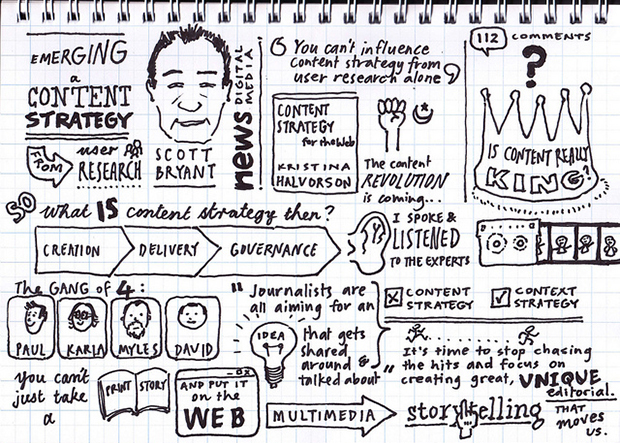 EMERGING
a
CONTENT
STRATEGY
FROM
user
RESEARCH
SCOTT
BRYANT
news
DIGITAL
MEDIA
"You can't influence
content strategy from
user research alone"
CONTENT
STRATEGY
for the Web
KRISTINA
HALVORSON
The content
REVOLUTION
is coming...
112 COMMENTS
?
IS CONTENT REALLY
KING?
SO what IS content strategy then?
CREATION
DELIVERY
GOVERNANCE
I SPOKE &
LISTENED
TO THE EXPERTS
The GANG of 4:
PAUL
KARLA
MYLES
DAVID
"Journalists are
all aiming for an
IDEA
that gets
shared
around &
talked about"
CONTENT
STRATEGY
CONTEXT
STRATEGY
It's time to stop chasing
the hits and focus on
creating great, UNIQUE
editorial.
THAT
moves
us.
you can't
just take
a
PRINT STORY
AND PUT IT
on the
WEB
MULTIMEDIA
storytelling